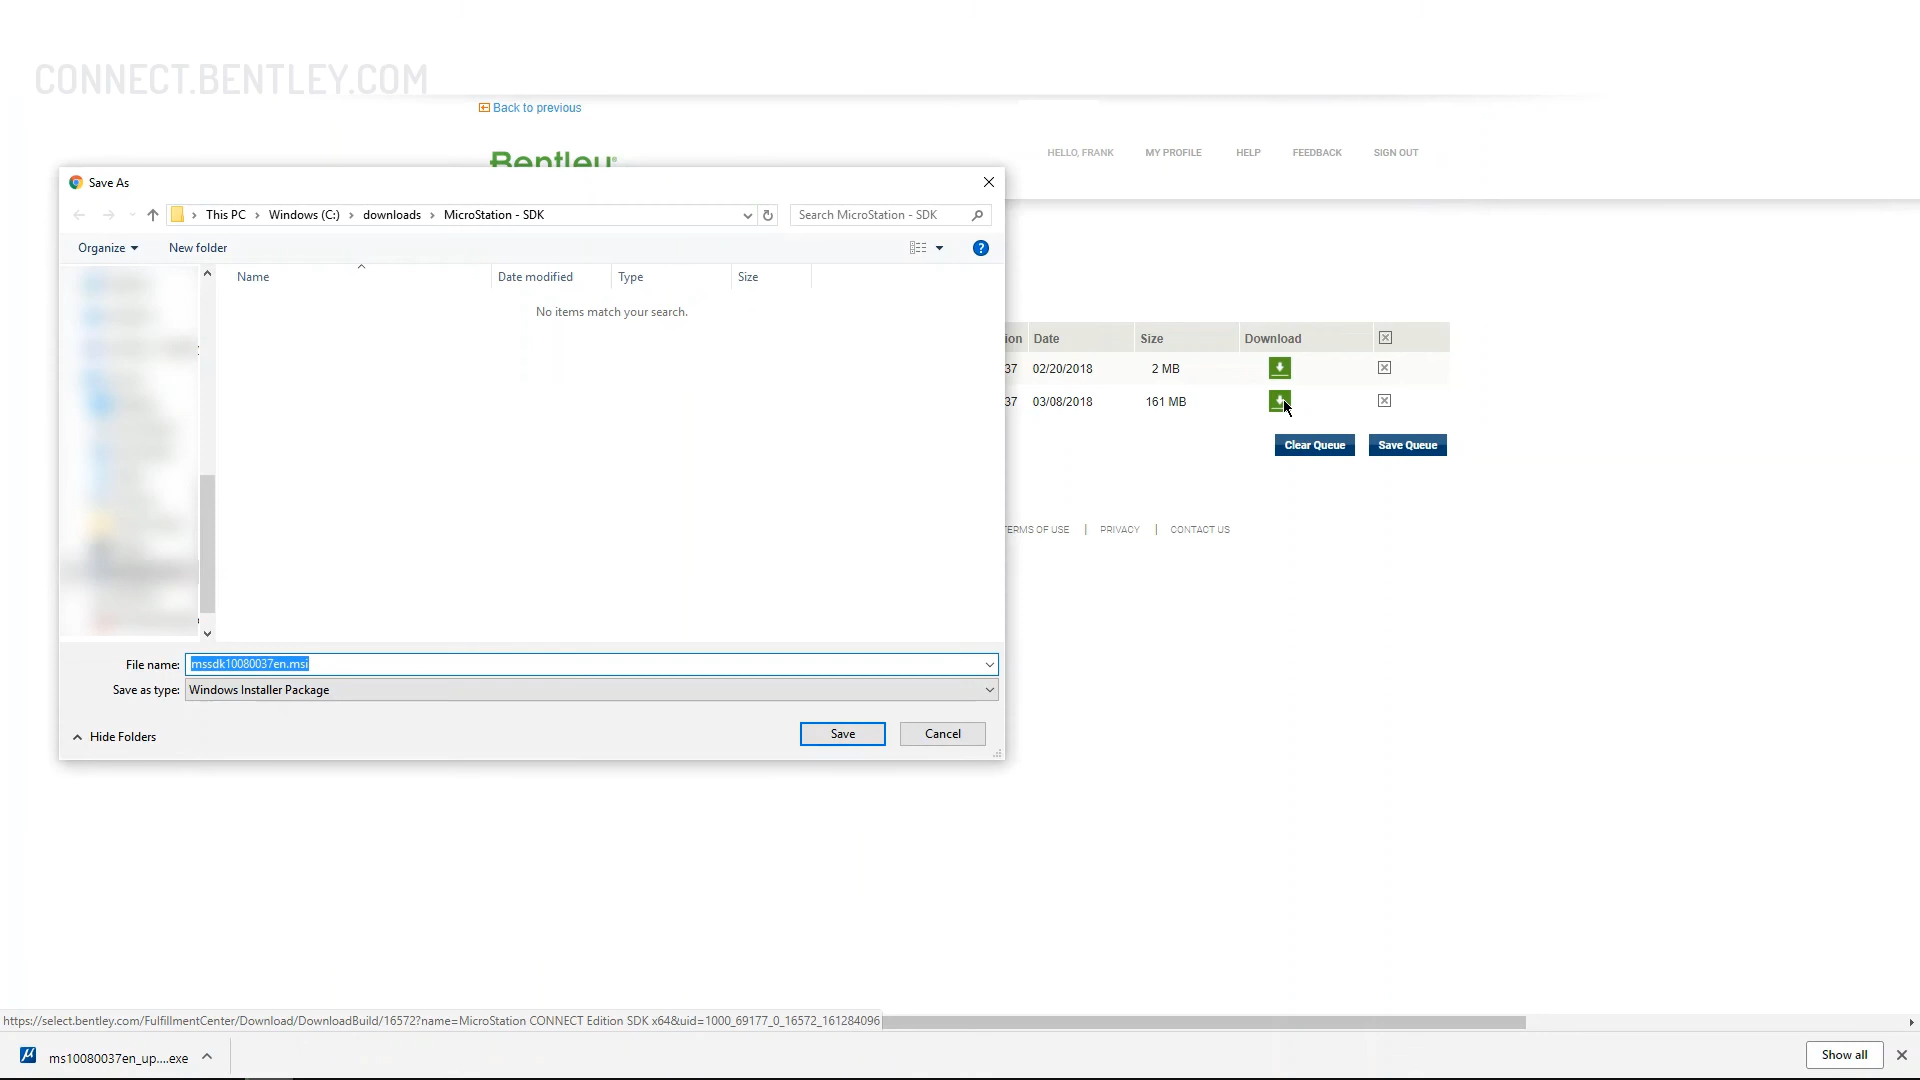 CONNECT.BENTLEY.COM
Back to previous
Bentley
HELLO, FRANK MY PROFILE HELP FEEDBACK SIGN OUT
Save As
This PC > Windows (C:) > downloads > MicroStation - SDK
Search MicroStation - SDK
Organize New folder
Name Date modified Type Size
No items match your search.
ion Date Size Download
37 02/20/2018 2 MB
37 03/08/2018 161 MB
Clear Queue Save Queue
TERMS OF USE | PRIVACY | CONTACT US
File name: mssdk10080037en.msi
Save as type: Windows Installer Package
Hide Folders Save Cancel
https://select.bentley.com/FulfillmentCenter/Download/DownloadBuild/16572?name=MicroStation CONNECT Edition SDK x64&uid=1000_69177_0_16572_161284096
ms10080037en_up....exe Show all